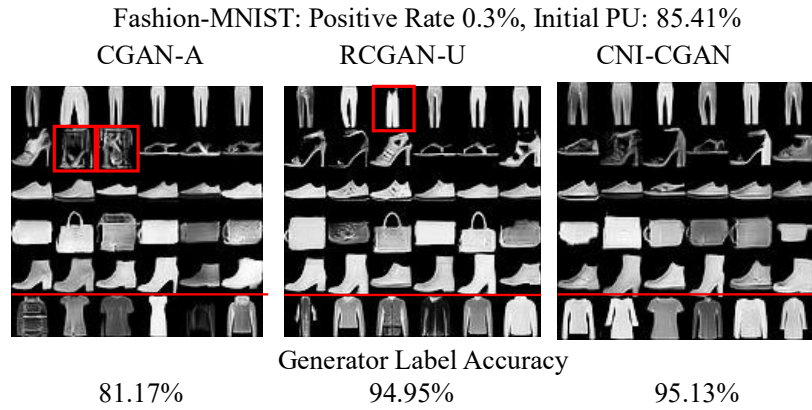 Fashion-MNIST: Positive Rate 0.3%, Initial PU: 85.41%
CGAN-A RCGAN-U CNI-CGAN
Generator Label Accuracy
81.17% 94.95% 95.13%